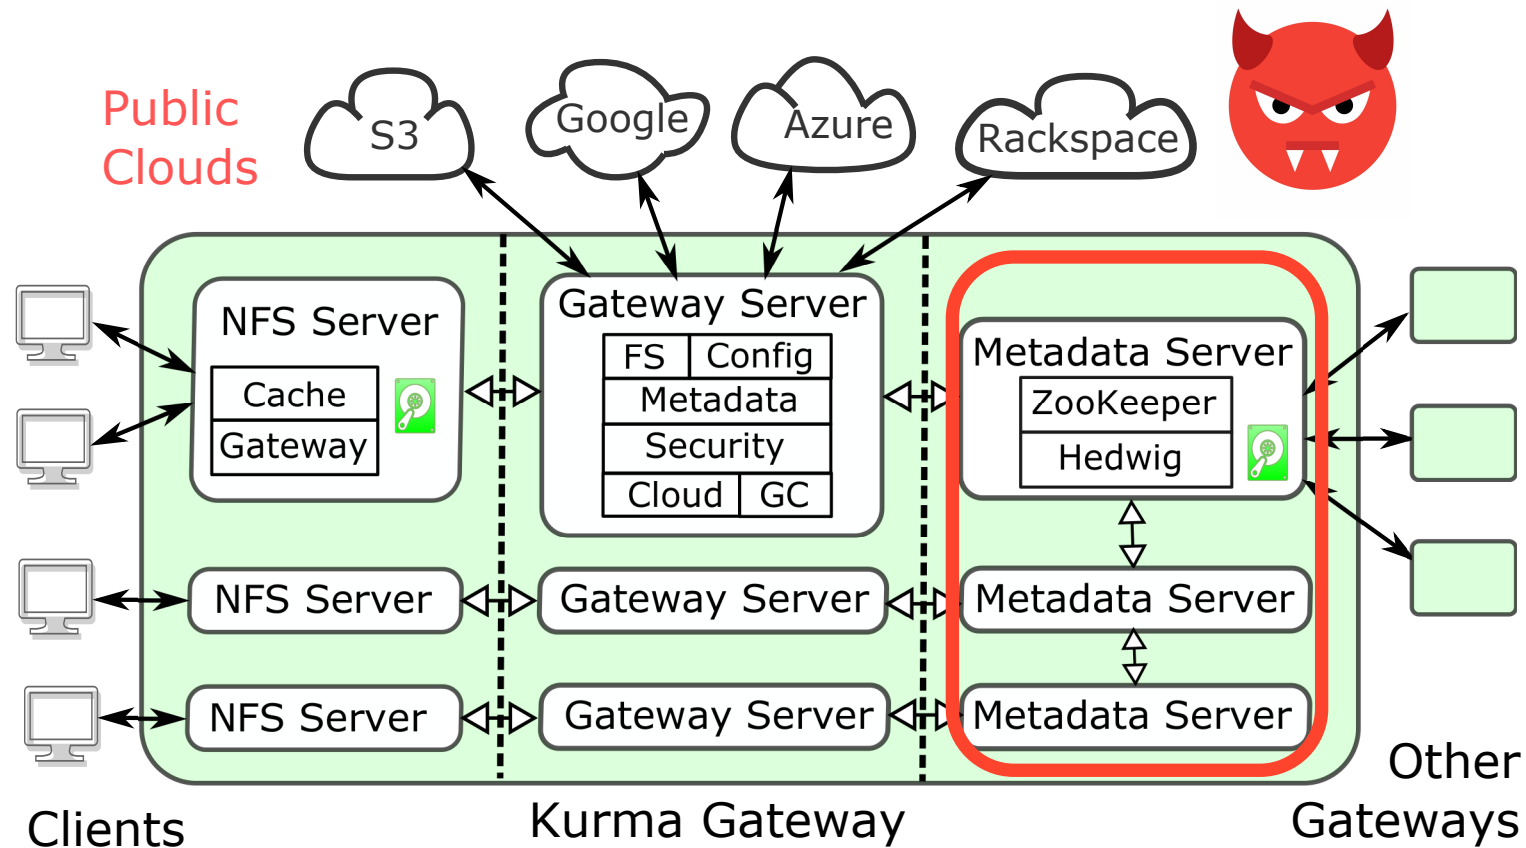 Public
Clouds
S3
Google
Azure
Rackspace
NFS Server
Cache
Gateway
Gateway Server
FS
Config
Metadata
Security
Cloud
GC
Metadata Server
ZooKeeper
Hedwig
NFS Server
Gateway Server
Metadata Server
NFS Server
Gateway Server
Metadata Server
Clients
Kurma Gateway
Other
Gateways